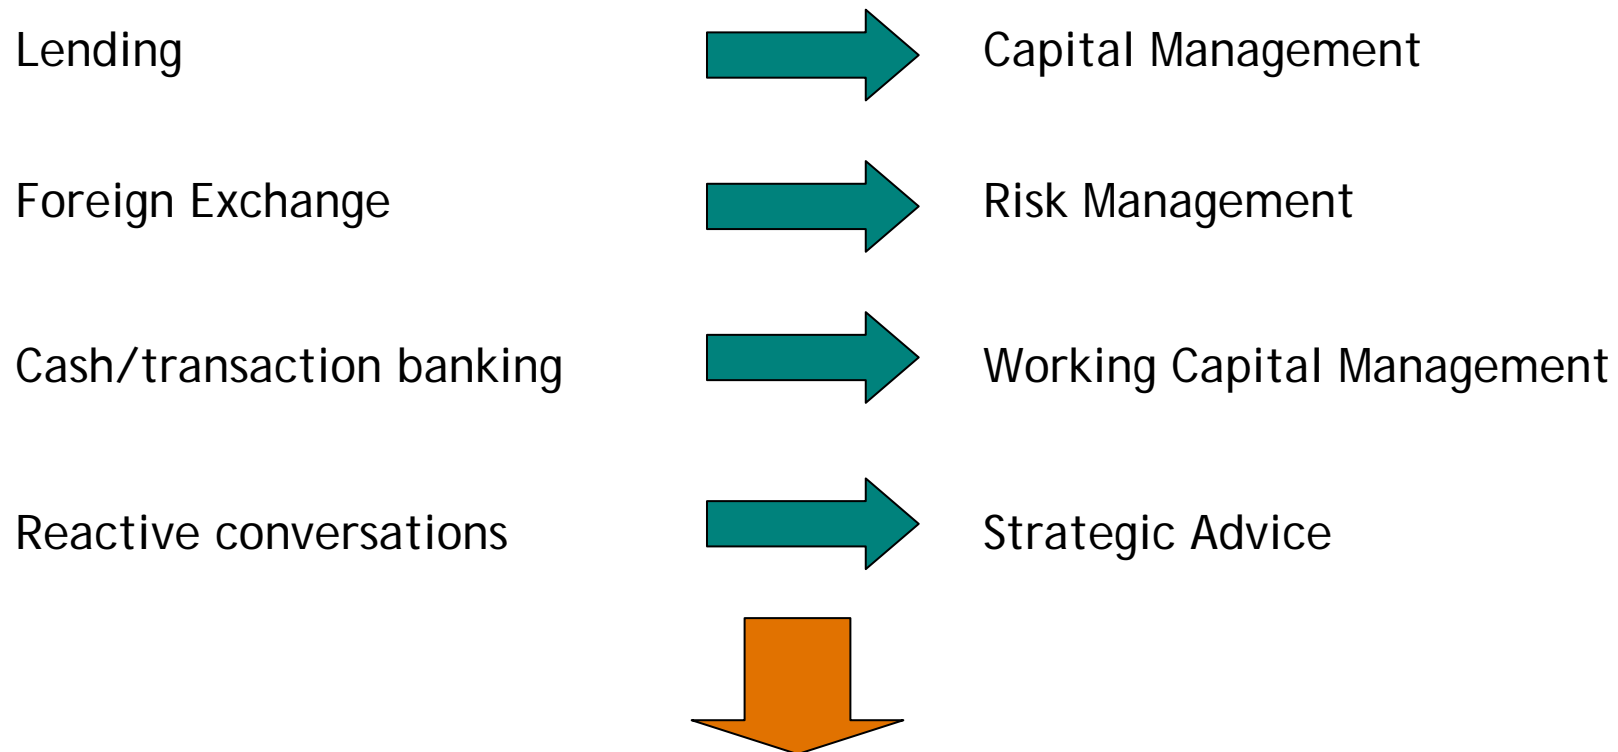 Lending
Capital Management
Foreign Exchange
Risk Management
Cash/transaction banking
Working Capital Management
Reactive conversations
Strategic Advice